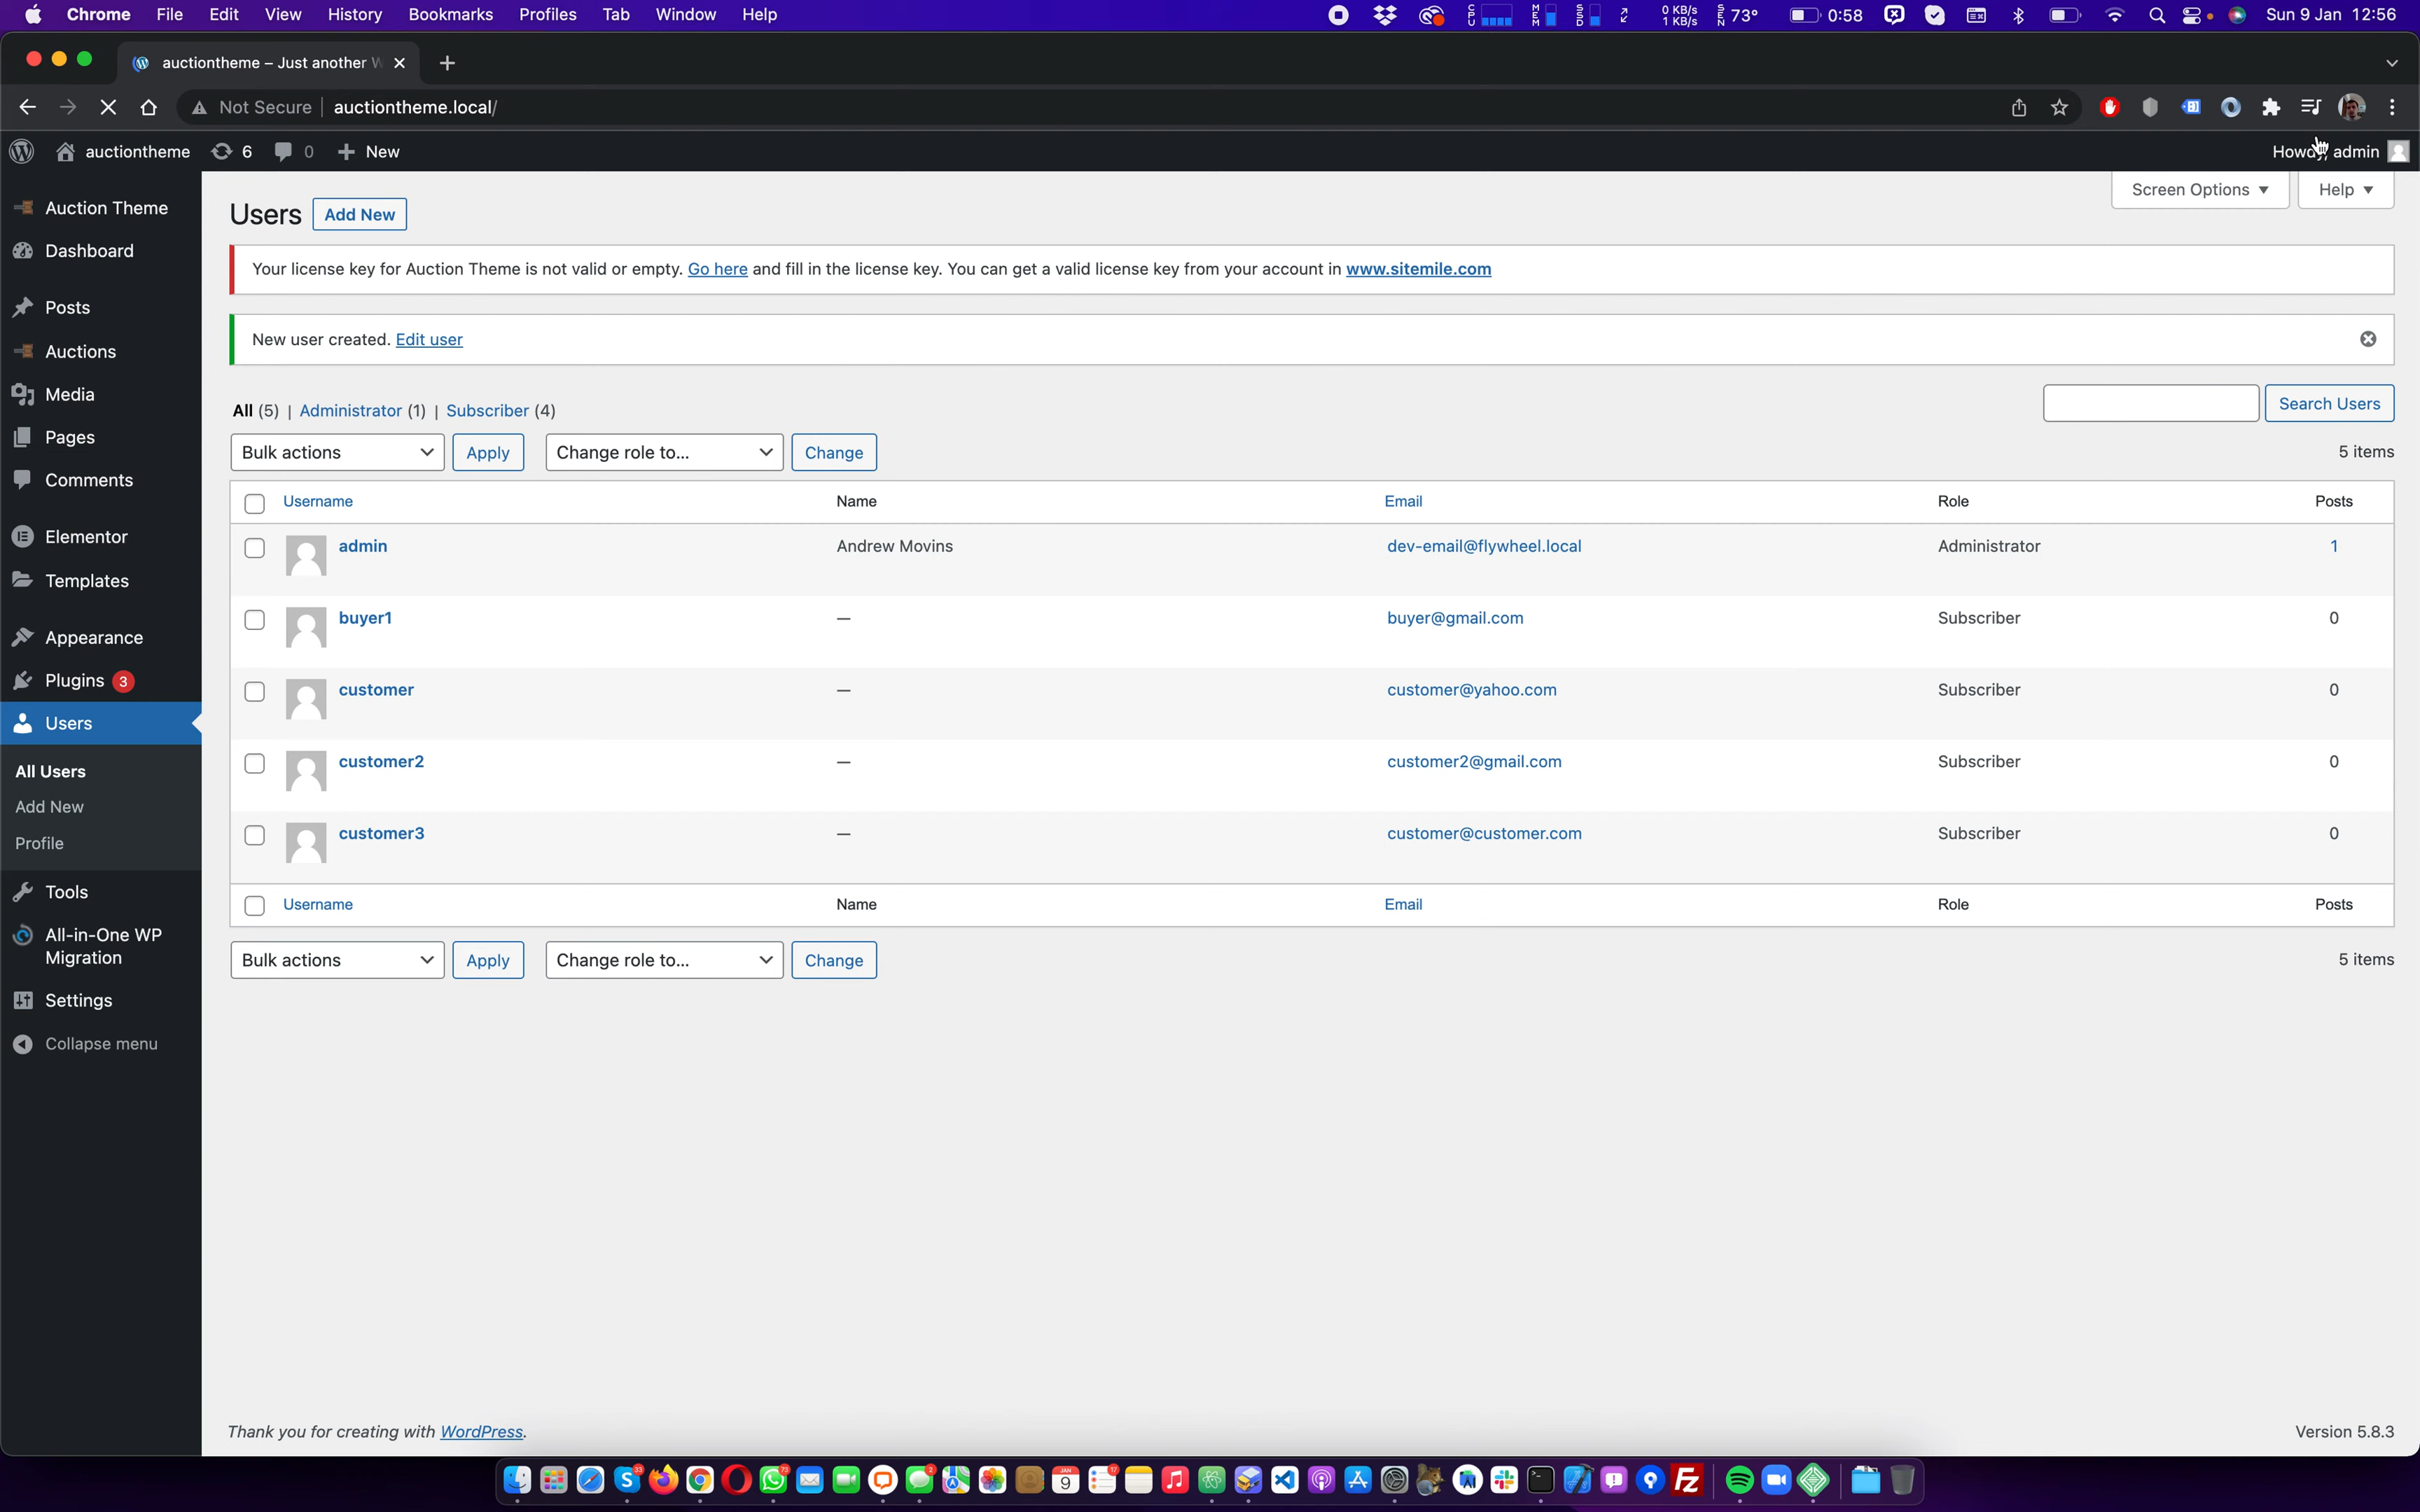 Chrome File Edit View History Bookmarks Profiles Tab Window Help
CPU MEM SSD 0 KB/s 1 KB/s SEN 73° 0:58 Sun 9 Jan 12:56
auctiontheme – Just another W
Not Secure auctiontheme.local/
auctiontheme 6 0 New Howdy, admin
Screen Options Help
Auction Theme
Dashboard
Posts
Auctions
Media
Pages
Comments
Elementor
Templates
Appearance
Plugins 3
Users
All Users
Add New
Profile
Tools
All-in-One WP
Migration
Settings
Collapse menu
Users Add New
Your license key for Auction Theme is not valid or empty. Go here and fill in the license key. You can get a valid license key from your account in www.sitemile.com
New user created. Edit user
All (5) | Administrator (1) | Subscriber (4)
Search Users
Bulk actions Apply Change role to... Change 5 items
Username Name Email Role Posts
admin Andrew Movins dev-email@flywheel.local Administrator 1
buyer1 — buyer@gmail.com Subscriber 0
customer — customer@yahoo.com Subscriber 0
customer2 — customer2@gmail.com Subscriber 0
customer3 — customer@customer.com Subscriber 0
Username Name Email Role Posts
Bulk actions Apply Change role to... Change 5 items
Thank you for creating with WordPress. Version 5.8.3